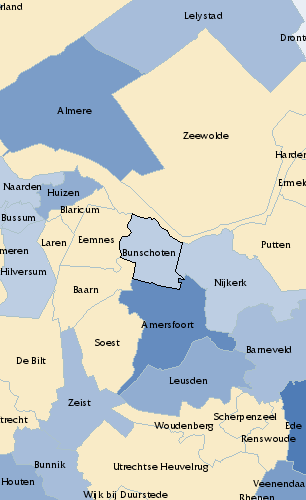 rland
Lelystad
Dront
Almere
Zeewolde
Harder
Ermel
Naarden
Huizen
Blaricum
Bussum
Laren
Eemnes
Putten
meren
Bunschoten
Hilversum
Nijkerk
Baarn
Amersfoort
Soest
Barneveld
De Bilt
Leusden
Zeist
Scherpenzeel
trecht
Woudenberg
Ede
Renswoude
Bunnik
Utrechtse Heuvelrug
Houten
Veenendaal
Wijk bij Duurstede
Rhenen